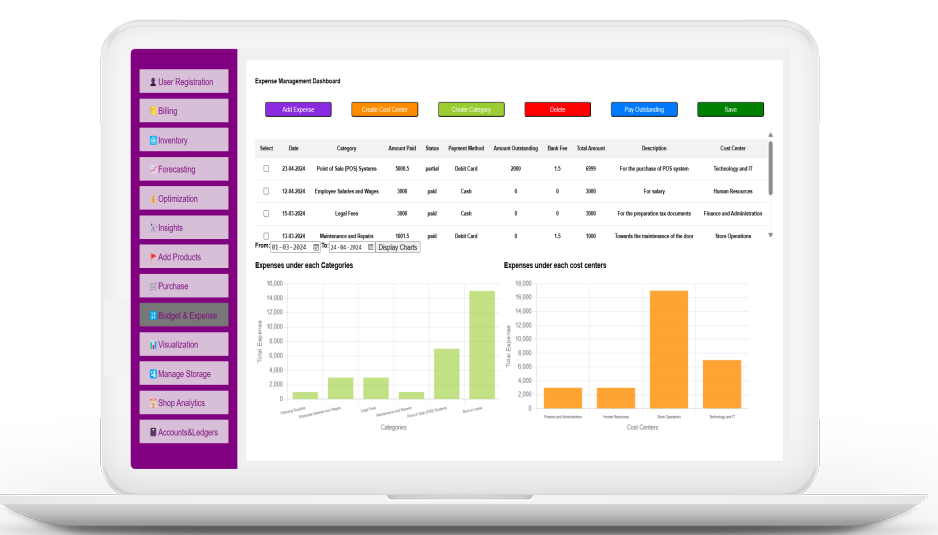 User Registration
Billing
Inventory
Forecasting
Optimization
Insights
Add Products
Purchase
Budget & Expense
Visualization
Manage Storage
Shop Analytics
Accounts&Ledgers
Expense Management Dashboard
Add Expense Create Cost Center Create Category Delete Pay Outstanding Save
Select Date Category Amount Paid Status Payment Method Amount Outstanding Bank Fee Total Amount Description Cost Center
23-04-2024 Point of Sale (POS) Systems 5000.5 partial Debit Card 2000 1.5 6999 For the purchase of POS system Technology and IT
12-04-2024 Employee Salaries and Wages 3000 paid Cash 0 0 3000 For salary Human Resources
15-03-2024 Legal Fees 3000 paid Cash 0 0 3000 For the preparation tax documents Finance and Administration
13-03-2024 Maintenance and Repairs 1001.5 paid Debit Card 0 1.5 1000 Towards the maintenance of the door Store Operations
From: 01-03-2024 To: 24-04-2024 Display Charts
Expenses under each Categories
16,000
14,000
12,000
10,000
8,000
6,000
4,000
2,000
0
Total Expense
Cleaning Supplies Employee Salaries and Wages Legal Fees Maintenance and Repairs Point of Sale (POS) Systems Rent or Lease
Categories
Expenses under each cost centers
18,000
16,000
14,000
12,000
10,000
8,000
6,000
4,000
2,000
0
Total Expense
Finance and Administration Human Resources Store Operations Technology and IT
Cost Centers